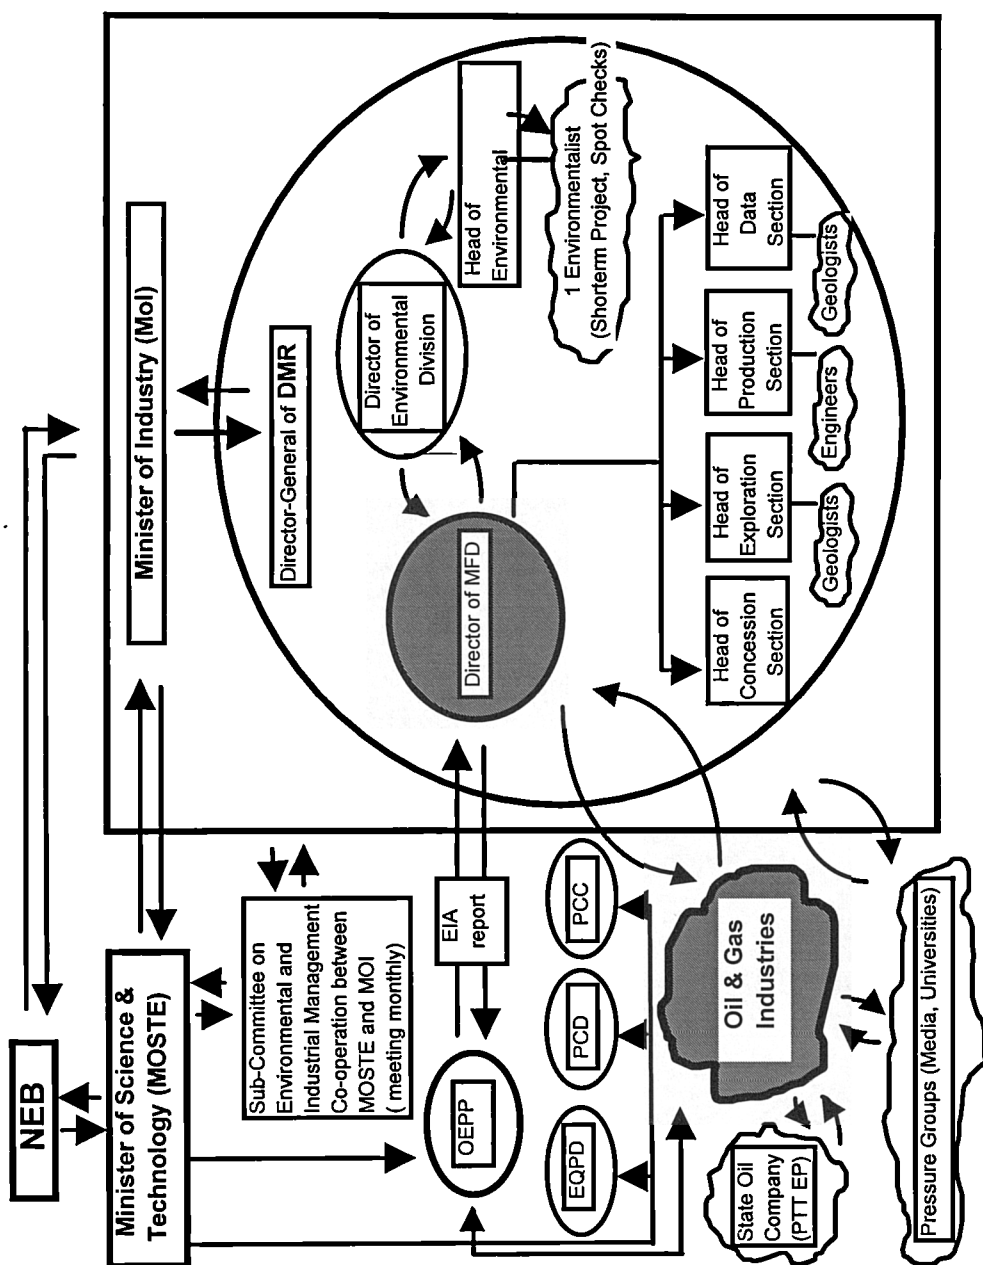 NEB
Minister of Science &
Technology (MOSTE)
Minister of Industry (MoI)
Sub-Committee on
Environmental and
Industrial Management
Co-operation between
MOSTE and MOI
( meeting monthly)
Director-General of DMR
OEPP
EIA
report
Director of MFD
Director of
Environmental
Division
Head of
Environmental
1 Environmentalist
(Shorterm Project, Spot Checks)
EQPD
PCD
PCC
Head of
Concession
Section
Head of
Exploration
Section
Head of
Production
Section
Head of
Data
Section
Geologists
Engineers
Geologists
Oil & Gas
Industries
State Oil
Company
(PTT EP)
Pressure Groups (Media, Universities)